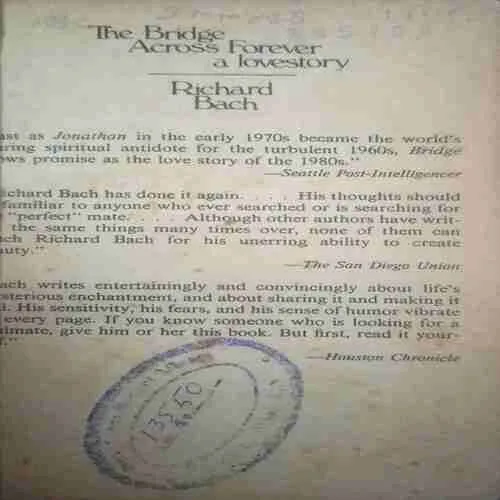 The Bridge
Across Forever
a lovestory
Richard
Bach
ast as Jonathan in the early 1970s became the world's
aring spiritual antidote for the turbulent 1960s, Bridge
ows promise as the love story of the 1980s."
—Seattle Post-Intelligencer
ichard Bach has done it again. . . . His thoughts should
familiar to anyone who ever searched or is searching for
"perfect" mate. . . . Although other authors have writ-
the same things many times over, none of them can
ch Richard Bach for his unerring ability to create
auty."
—The San Diego Union
ach writes entertainingly and convincingly about life's
sterious enchantment, and about sharing it and making it
l. His sensitivity, his fears, and his sense of humor vibrate
every page. If you know someone who is looking for a
timate, give him or her this book. But first, read it your-
."
—Houston Chronicle
13550